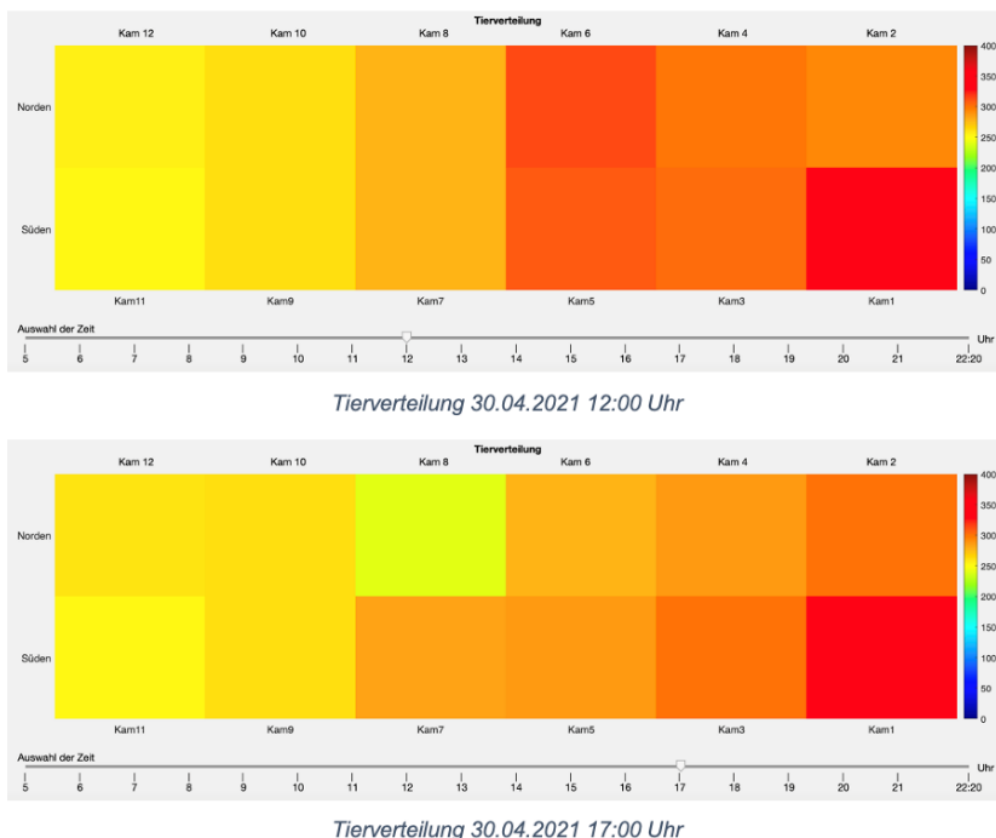 Tierverteilung
Kam 12 Kam 10 Kam 8 Kam 6 Kam 4 Kam 2
400
350
Norden
300
250
200
150
Süden
100
50
0
Kam11 Kam9 Kam7 Kam5 Kam3 Kam1
Auswahl der Zeit
Uhr
5 6 7 8 9 10 11 12 13 14 15 16 17 18 19 20 21 22:20
Tierverteilung 30.04.2021 12:00 Uhr
Tierverteilung
Kam 12 Kam 10 Kam 8 Kam 6 Kam 4 Kam 2
400
350
Norden
300
250
200
150
Süden
100
50
0
Kam11 Kam9 Kam7 Kam5 Kam3 Kam1
Auswahl der Zeit
Uhr
5 6 7 8 9 10 11 12 13 14 15 16 17 18 19 20 21 22:20
Tierverteilung 30.04.2021 17:00 Uhr